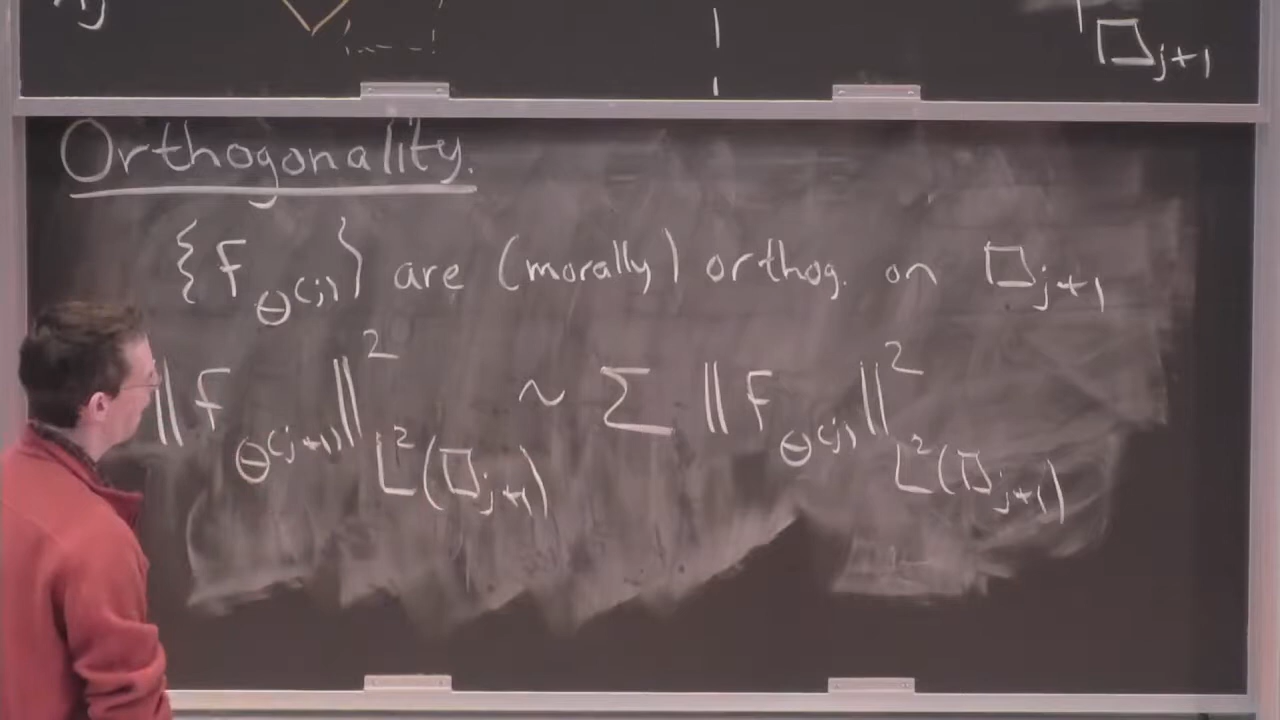 □_{j+1}
Orthogonality.
{f_{Θ(j)}} are (morally) orthog. on □_{j+1}
‖f_{Θ(j+1)}‖²_{L²(□_{j+1})} ~ Σ ‖f_{Θ(j)}‖²_{L²(□_{j+1})}